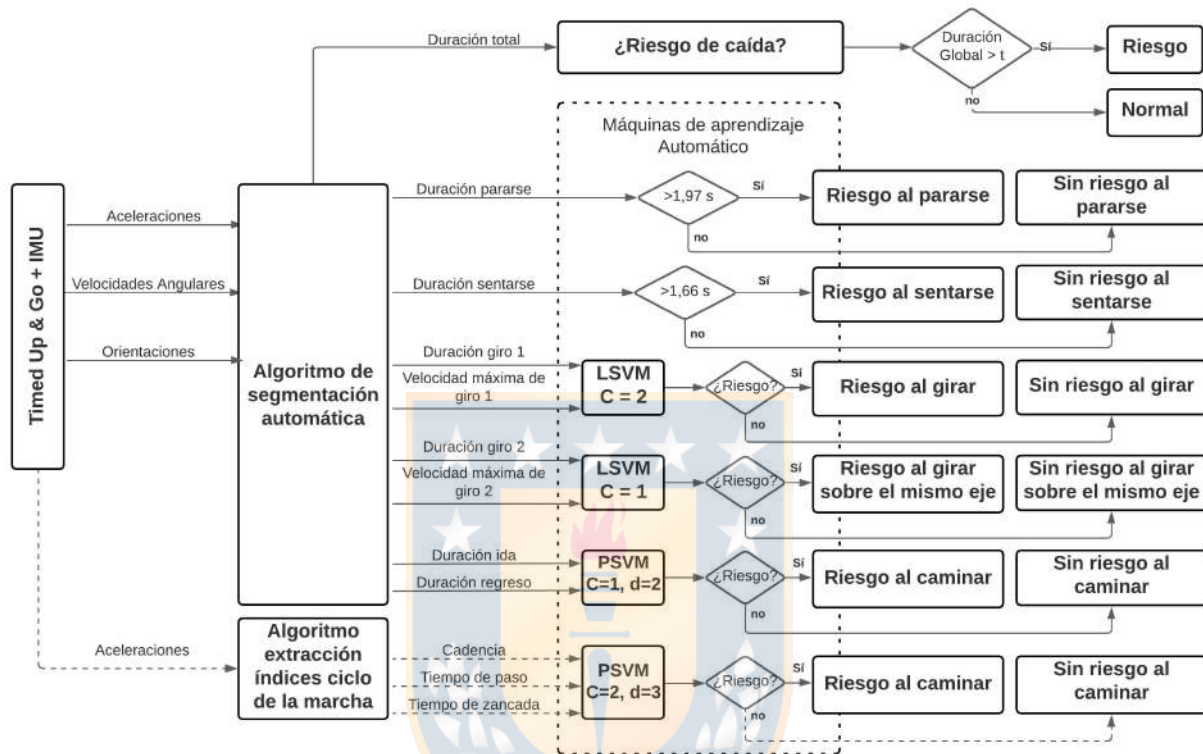 Duración total
¿Riesgo de caída?
Duración
Global > t
Sí
Riesgo
no
Normal
Máquinas de aprendizaje
Automático
Timed Up & Go + IMU
Aceleraciones
Velocidades Angulares
Orientaciones
Algoritmo de
segmentación
automática
Duración pararse
>1,97 s
Sí
no
Riesgo al pararse
Sin riesgo al
pararse
Duración sentarse
>1,66 s
Sí
no
Riesgo al sentarse
Sin riesgo al
sentarse
Duración giro 1
Velocidad máxima de
giro 1
LSVM
C = 2
¿Riesgo?
Sí
no
Riesgo al girar
Sin riesgo al girar
Duración giro 2
Velocidad máxima de
giro 2
LSVM
C = 1
¿Riesgo?
Sí
no
Riesgo al girar
sobre el mismo eje
Sin riesgo al girar
sobre el mismo eje
Duración ida
Duración regreso
PSVM
C=1, d=2
¿Riesgo?
Sí
no
Riesgo al caminar
Sin riesgo al
caminar
Aceleraciones
Algoritmo
extracción
índices ciclo
de la marcha
Cadencia
Tiempo de paso
Tiempo de zancada
PSVM
C=2, d=3
¿Riesgo?
Sí
no
Riesgo al caminar
Sin riesgo al
caminar